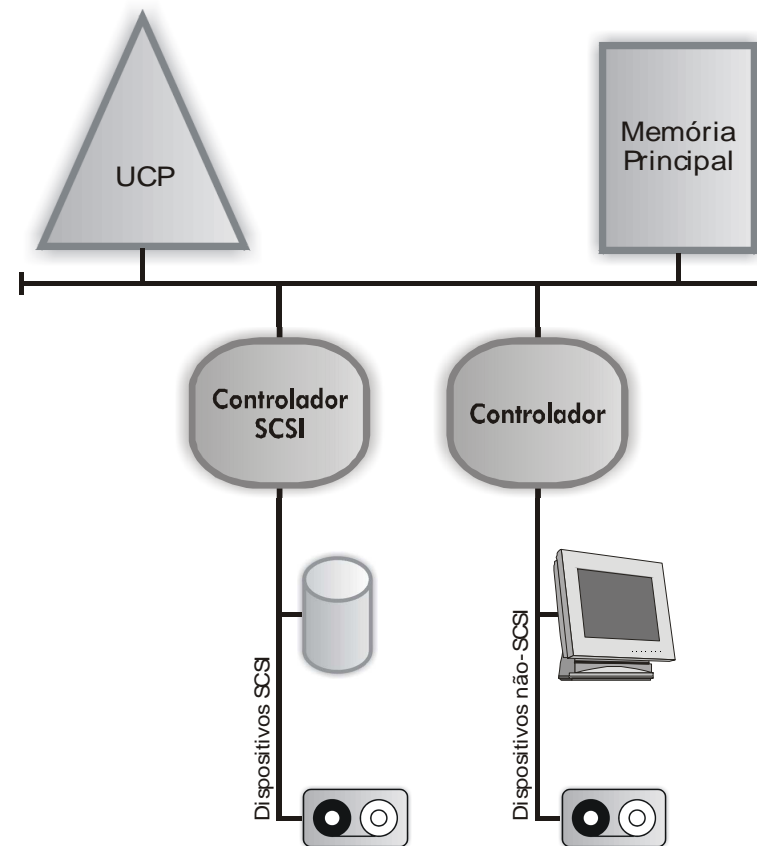 UCP
Memória
Principal
Controlador
SCSI
Controlador
Dispositivos SCSI
Dispositivos não-SCSI